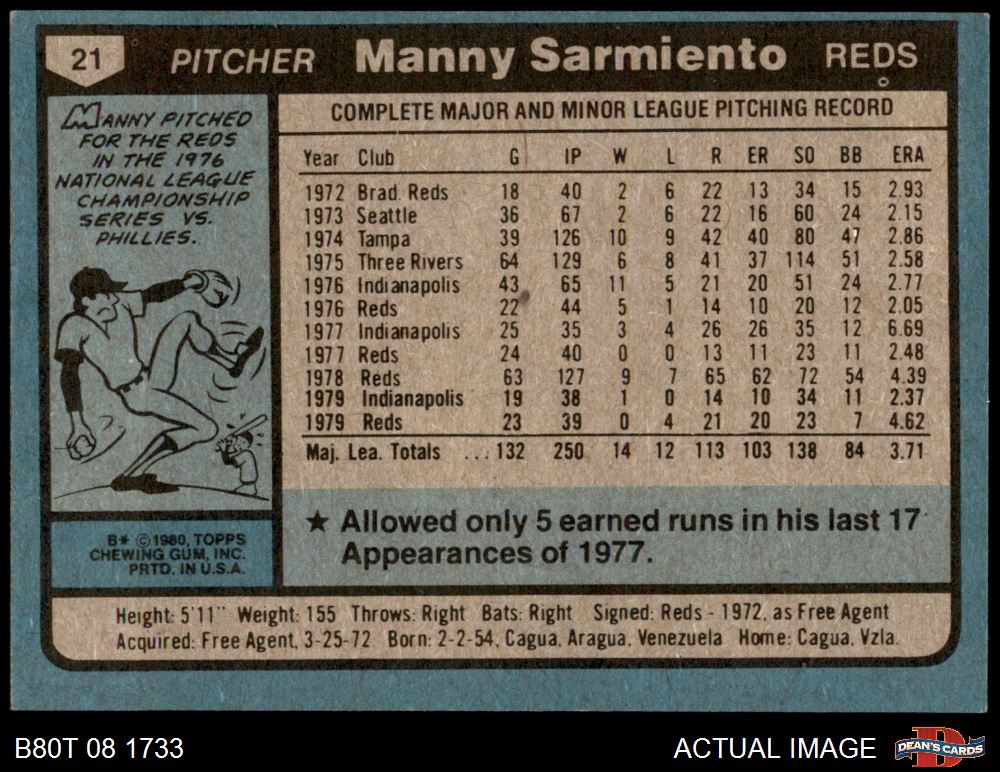 21 PITCHER Manny Sarmiento REDS
MANNY PITCHED
FOR THE REDS
IN THE 1976
NATIONAL LEAGUE
CHAMPIONSHIP
SERIES VS.
PHILLIES.
COMPLETE MAJOR AND MINOR LEAGUE PITCHING RECORD
Year Club G IP W L R ER SO BB ERA
1972 Brad. Reds 18 40 2 6 22 13 34 15 2.93
1973 Seattle 36 67 2 6 22 16 60 24 2.15
1974 Tampa 39 126 10 9 42 40 80 47 2.86
1975 Three Rivers 64 129 6 8 41 37 114 51 2.58
1976 Indianapolis 43 65 11 5 21 20 51 24 2.77
1976 Reds 22 44 5 1 14 10 20 12 2.05
1977 Indianapolis 25 35 3 4 26 26 35 12 6.69
1977 Reds 24 40 0 0 13 11 23 11 2.48
1978 Reds 63 127 9 7 65 62 72 54 4.39
1979 Indianapolis 19 38 1 0 14 10 34 11 2.37
1979 Reds 23 39 0 4 21 20 23 7 4.62
Maj. Lea. Totals ...132 250 14 12 113 103 138 84 3.71
★ Allowed only 5 earned runs in his last 17
Appearances of 1977.
B* ©1980, TOPPS
CHEWING GUM, INC.
PRTD. IN U.S.A.
Height: 5'11" Weight: 155 Throws: Right Bats: Right Signed: Reds - 1972, as Free Agent
Acquired: Free Agent, 3-25-72 Born: 2-2-54, Cagua, Aragua, Venezuela Home: Cagua, Vzla.
B80T 08 1733
ACTUAL IMAGE
DEAN'S CARDS